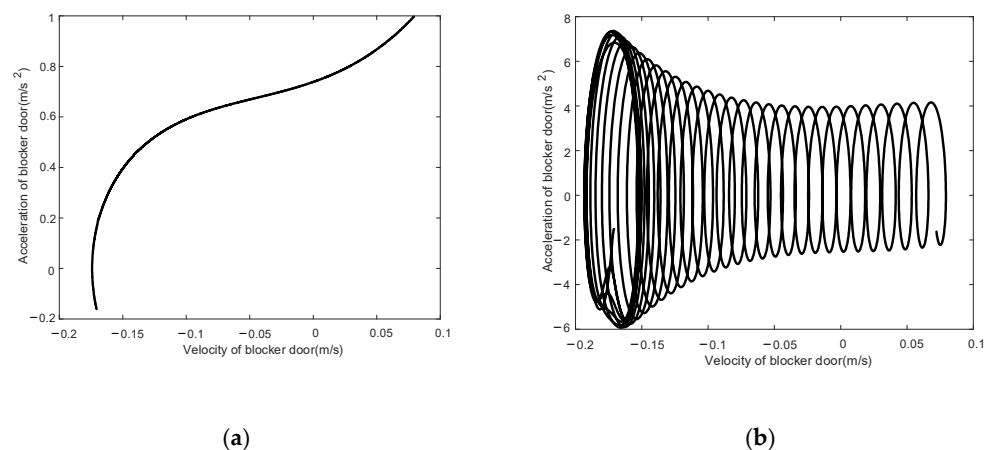 1
0.8
0.6
0.4
0.2
0
−0.2
Acceleration of blocker door(m/s 2)
−0.2 −0.15 −0.1 −0.05 0 0.05 0.1
Velocity of blocker door(m/s)
(a)
8
6
4
2
0
−2
−4
−6
Acceleration of blocker door(m/s 2)
−0.2 −0.15 −0.1 −0.05 0 0.05 0.1
Velocity of blocker door(m/s)
(b)